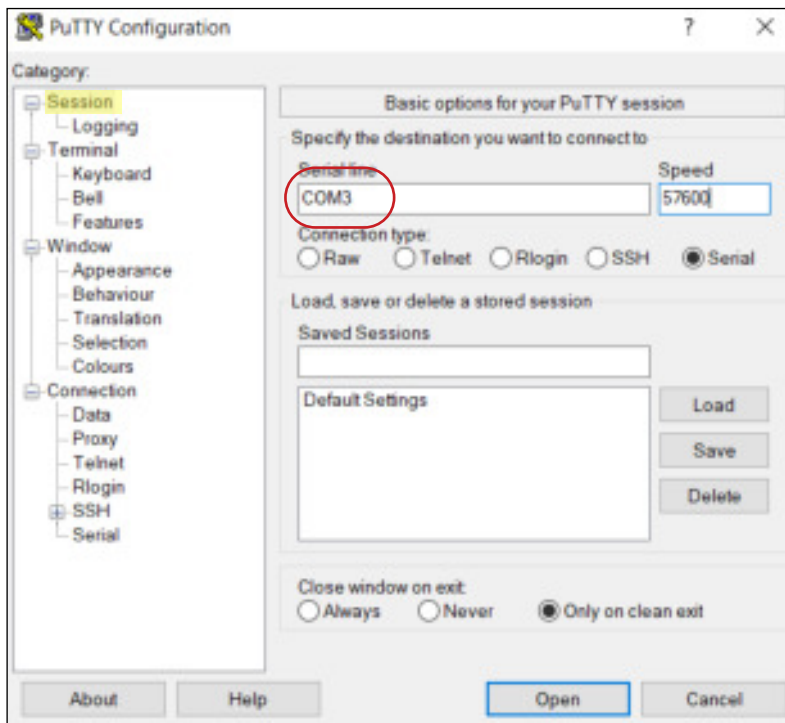 PuTTY Configuration
?
Category:
Session
Logging
Terminal
Keyboard
Bell
Features
Window
Appearance
Behaviour
Translation
Selection
Colours
Connection
Data
Proxy
Telnet
Rlogin
SSH
Serial
Basic options for your PuTTY session
Specify the destination you want to connect to
Serial line Speed
COM3 57600
Connection type:
Raw Telnet Rlogin SSH Serial
Load, save or delete a stored session
Saved Sessions
Default Settings
Load
Save
Delete
Close window on exit:
Always Never Only on clean exit
About Help Open Cancel